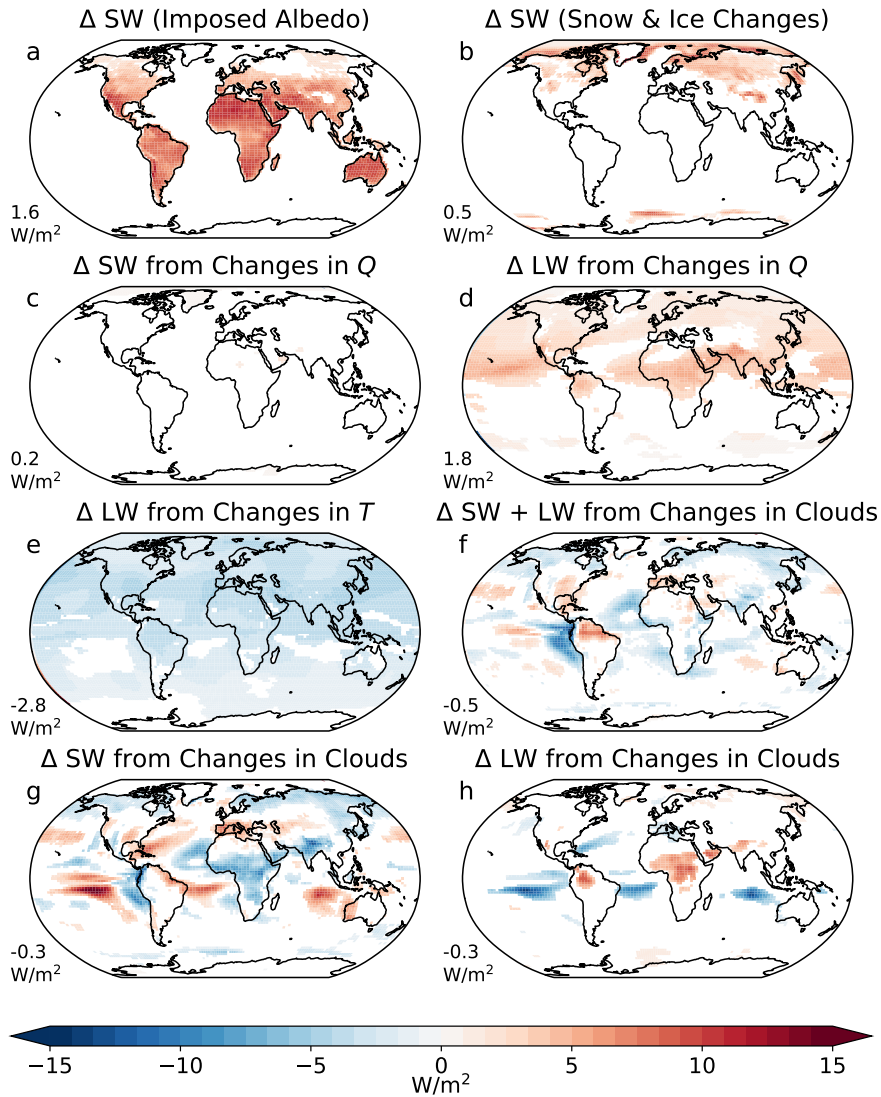 Δ SW (Imposed Albedo)
Δ SW (Snow & Ice Changes)
a
b
1.6
W/m²
0.5
W/m²
Δ SW from Changes in Q
Δ LW from Changes in Q
c
d
0.2
W/m²
1.8
W/m²
Δ LW from Changes in T
Δ SW + LW from Changes in Clouds
e
f
-2.8
W/m²
-0.5
W/m²
Δ SW from Changes in Clouds
Δ LW from Changes in Clouds
g
h
-0.3
W/m²
-0.3
W/m²
−15 −10 −5 0 5 10 15
W/m²